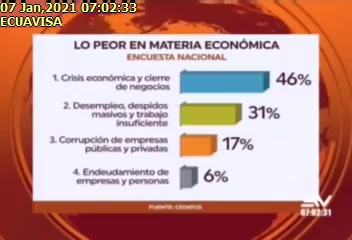 07 Jan,2021 07:02:33
ECUAVISA
LO PEOR EN MATERIA ECONÓMICA
ENCUESTA NACIONAL
1. Crisis económica y cierre
de negocios
46%
2. Desempleo, despidos
masivos y trabajo
insuficiente
31%
3. Corrupción de empresas
públicas y privadas
17%
4. Endeudamiento de
empresas y personas
6%
FUENTE: CEDATOS
07:02:31